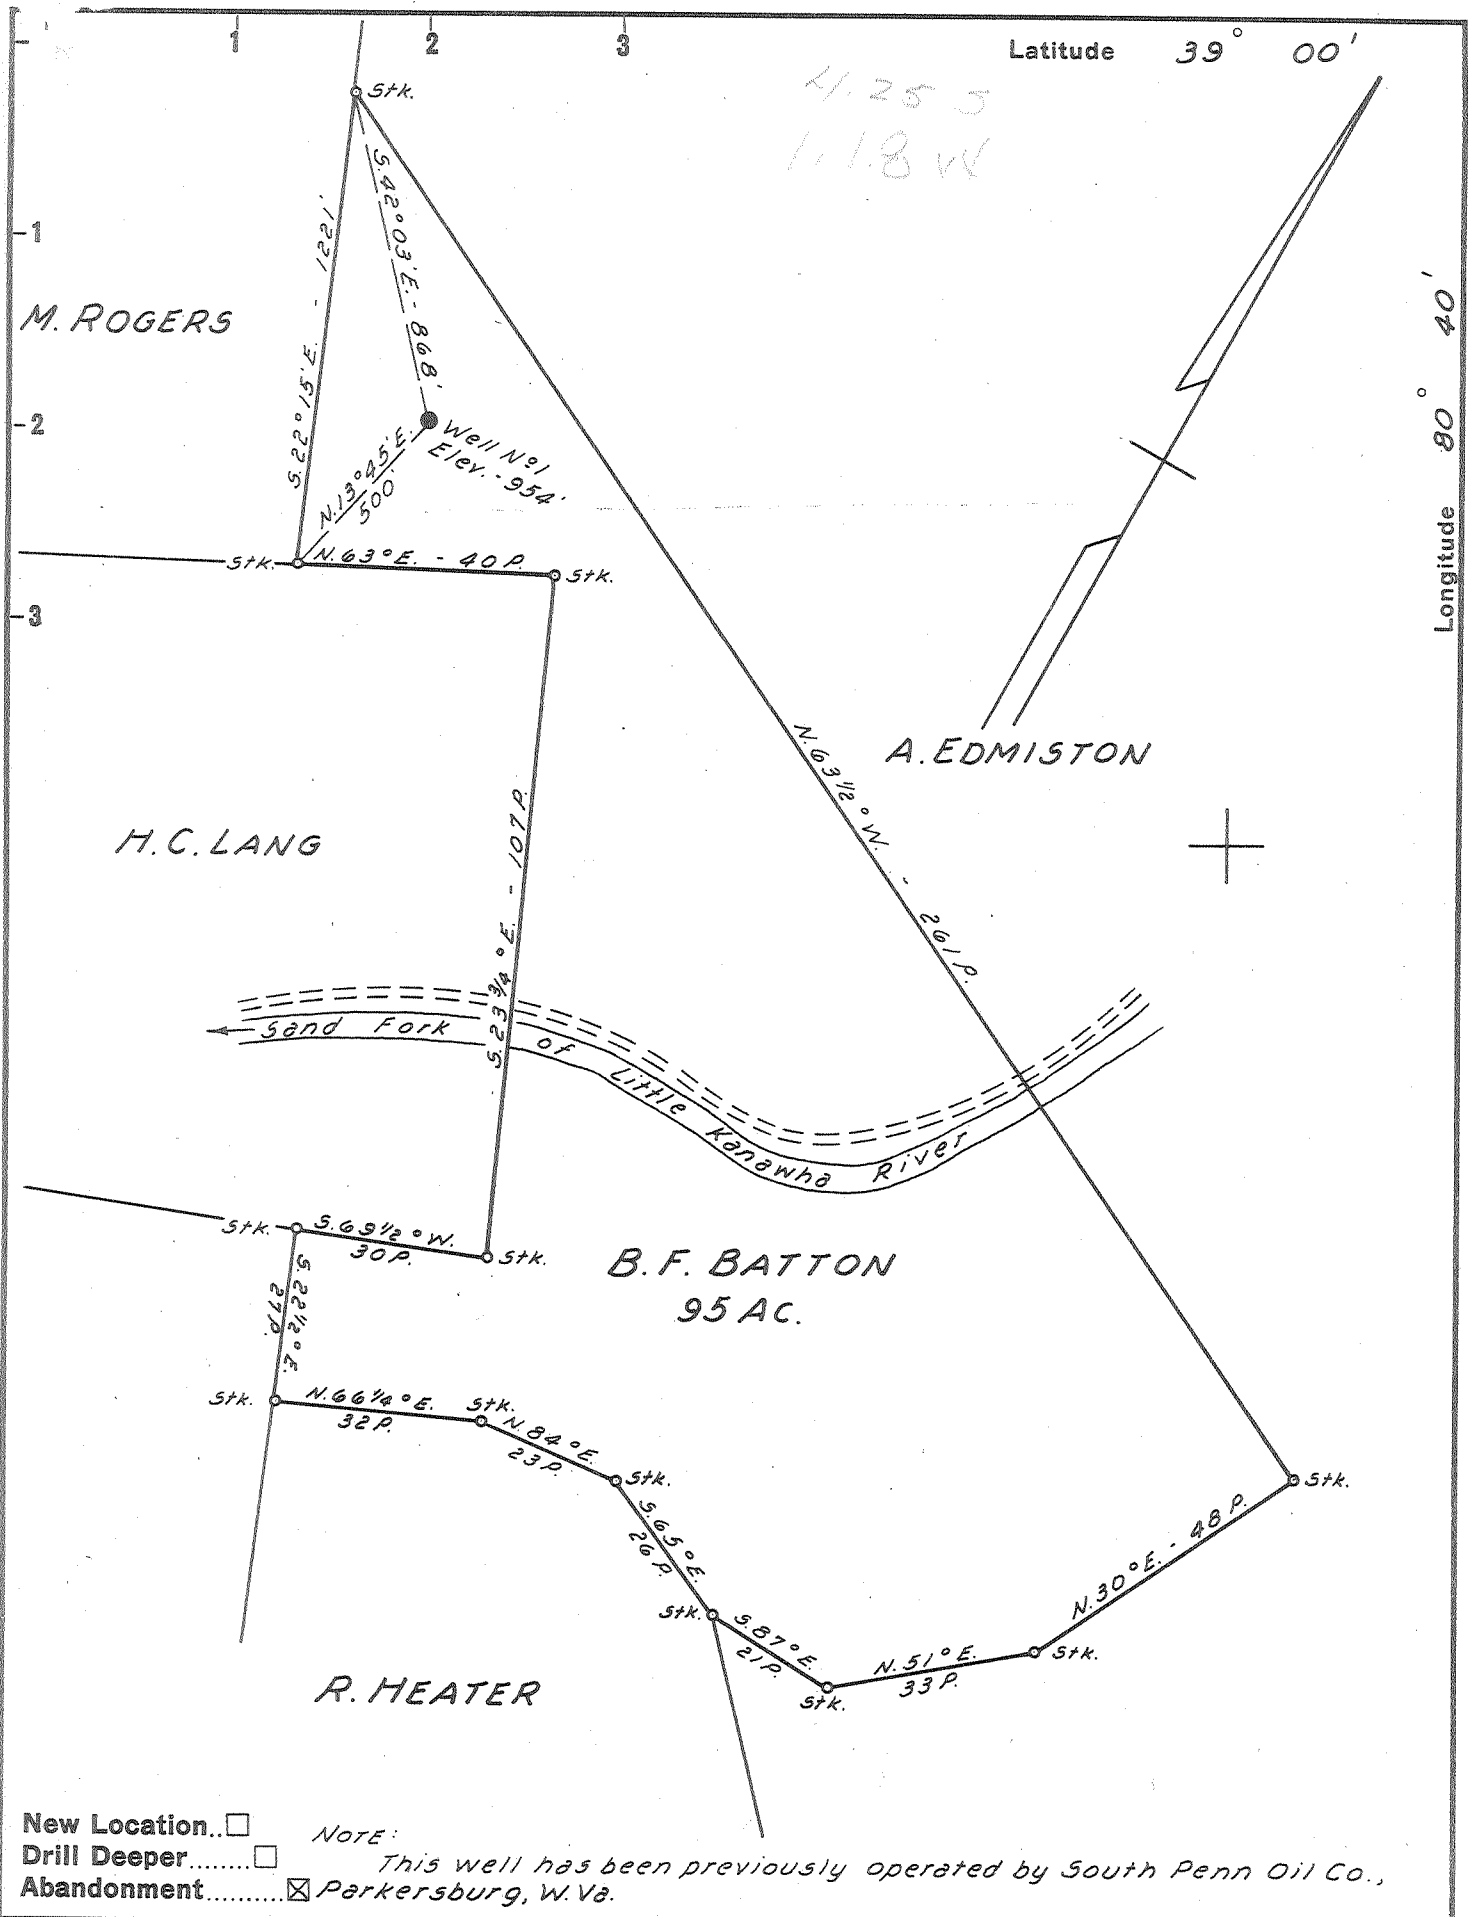 1
2
3
Latitude 39° 00'
4.25 S
1.18 W
Stk.
S.42°03'E. - 868'
S.22°15'E. - 1221'
-1
M. ROGERS
Longitude 80° 40'
-2
Well Nº1
Elev. - 954'
N.13°45'E.
500'
Stk.
N.63°E. - 40 P.
Stk.
-3
N.63 1/2°W. - 261 P.
A. EDMISTON
H.C. LANG
S.23 3/4°E. - 107 P.
Sand Fork of Little Kanawha River
Stk.
S.69 1/2°W.
30 P.
Stk.
B.F. BATTON
95 AC.
S.22 1/2°E.
27 P.
Stk.
N.66 1/4°E.
32 P.
Stk.
N.84°E.
23 P.
Stk.
Stk.
S.65°E.
26 P.
N.30°E. - 48 P.
Stk.
S.87°E.
21 P.
N.51°E.
33 P.
Stk.
Stk.
R. HEATER
New Location..☐
NOTE:
Drill Deeper........☐
This well has been previously operated by South Penn Oil Co.,
Abandonment..........☒ Parkersburg, W. Va.